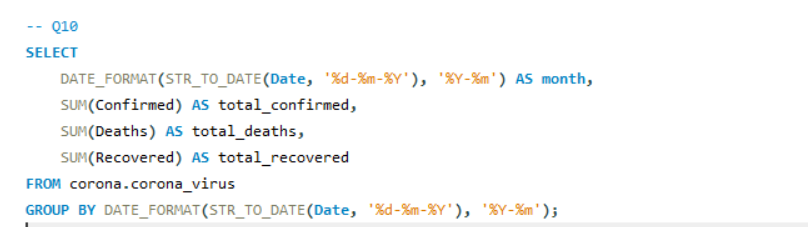 -- Q10
SELECT
    DATE_FORMAT(STR_TO_DATE(Date, '%d-%m-%Y'), '%Y-%m') AS month,
    SUM(Confirmed) AS total_confirmed,
    SUM(Deaths) AS total_deaths,
    SUM(Recovered) AS total_recovered
FROM corona.corona_virus
GROUP BY DATE_FORMAT(STR_TO_DATE(Date, '%d-%m-%Y'), '%Y-%m');